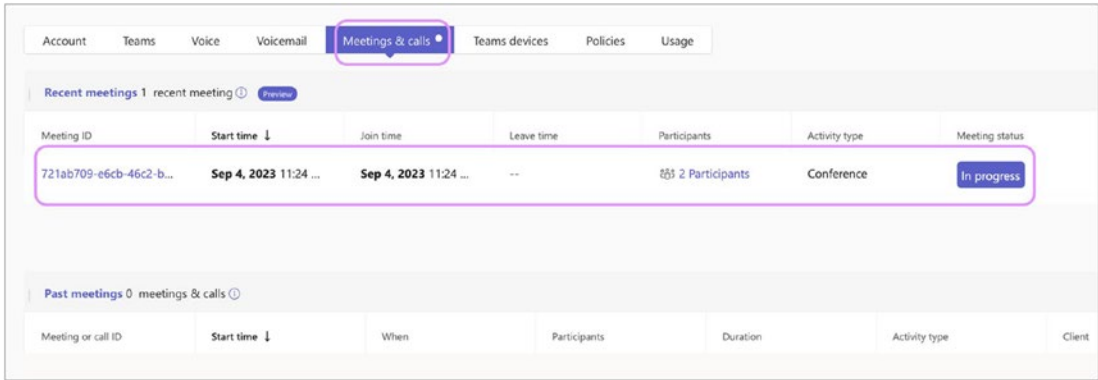 Account Teams Voice Voicemail Meetings & calls Teams devices Policies Usage
Recent meetings 1 recent meeting Preview
Meeting ID Start time ↓ Join time Leave time Participants Activity type Meeting status
721ab709-e6cb-46c2-b... Sep 4, 2023 11:24 ... Sep 4, 2023 11:24 ... -- 2 Participants Conference In progress
Past meetings 0 meetings & calls
Meeting or call ID Start time ↓ When Participants Duration Activity type Client